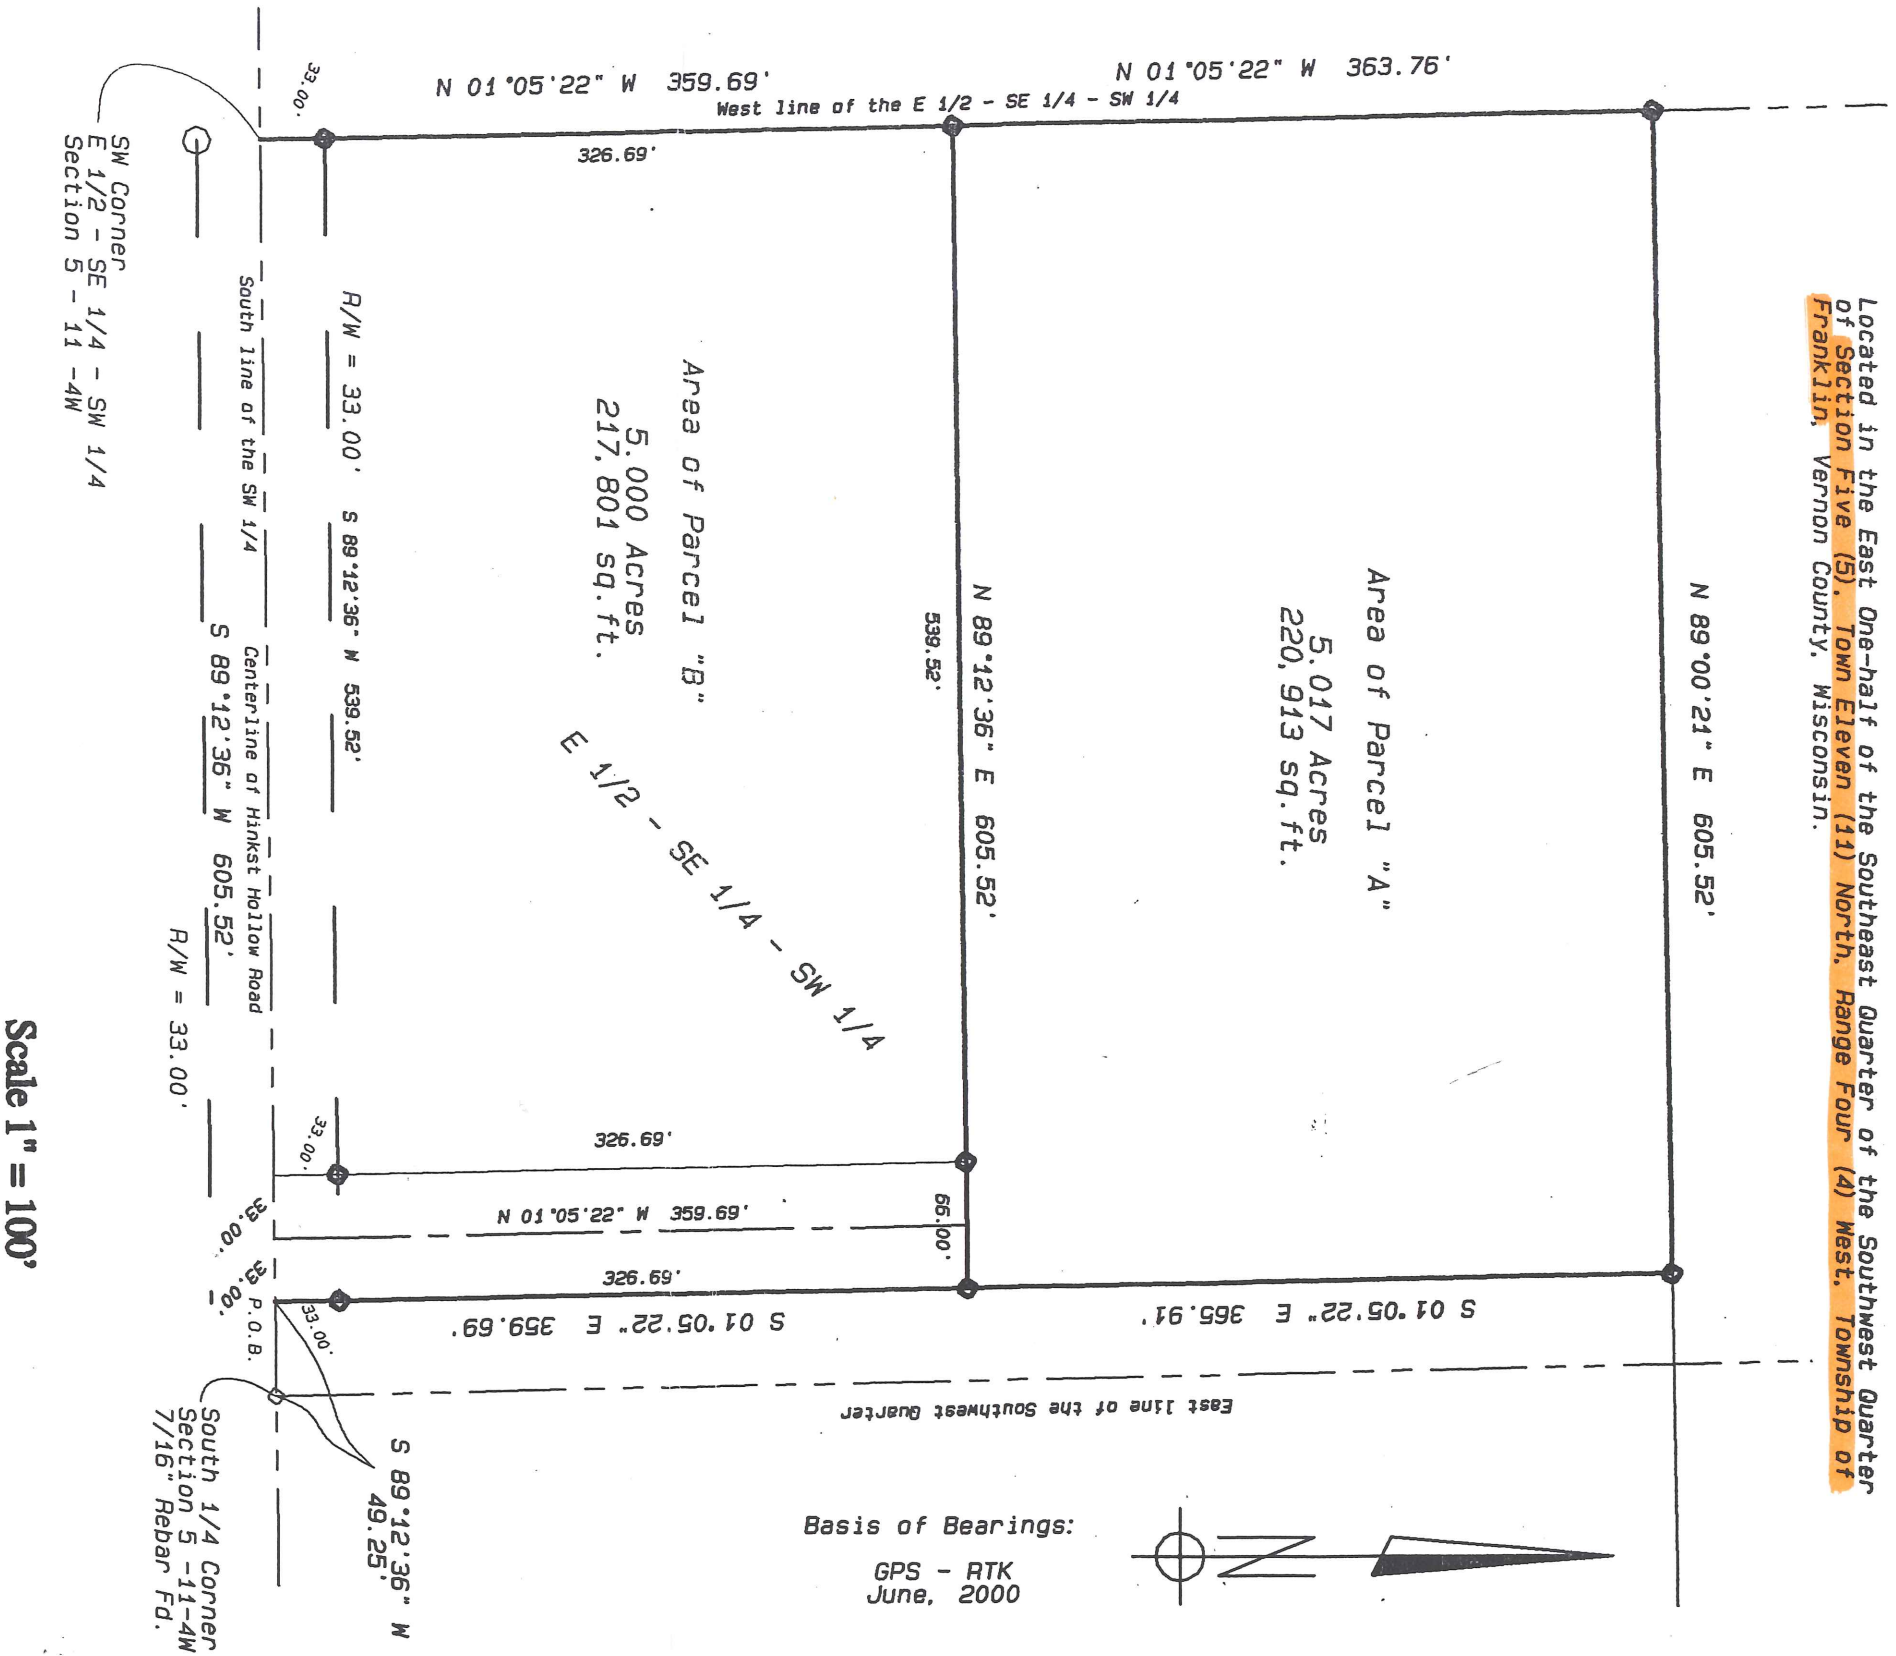 Located in the East One-half of the Southeast Quarter of the Southwest Quarter
of Section Five (5), Town Eleven (11) North, Range Four (4) West, Township of
Franklin, Vernon County, Wisconsin.
N 89°00'21" E 605.52'
N 01°05'22" W 363.76'
N 01°05'22" W 359.69'
West line of the E 1/2 - SE 1/4 - SW 1/4
326.69'
33.00'
Area of Parcel "A"
5.017 Acres
220,913 sq.ft.
N 89°12'36" E 605.52'
539.52'
66.00'
Area of Parcel "B"
5.000 Acres
217,801 sq.ft.
E 1/2 - SE 1/4 - SW 1/4
S 01°05'22" E 365.91'
S 01°05'22" E 359.69'
326.69'
N 01°05'22" W 359.69'
326.69'
33.00'
33.00'
33.00'
33.00'
East line of the Southwest Quarter
R/W = 33.00' S 89°12'36" W 539.52'
South line of the SW 1/4
Centerline of Hinkst Hollow Road
S 89°12'36" W 605.52'
R/W = 33.00'
P.O.B.
S 89°12'36" W
49.25'
SW Corner
E 1/2 - SE 1/4 - SW 1/4
Section 5 - 11 -4W
South 1/4 Corner
Section 5 -11-4W
7/16" Rebar Fd.
Basis of Bearings:
GPS - RTK
June, 2000
N
Scale 1" = 100'